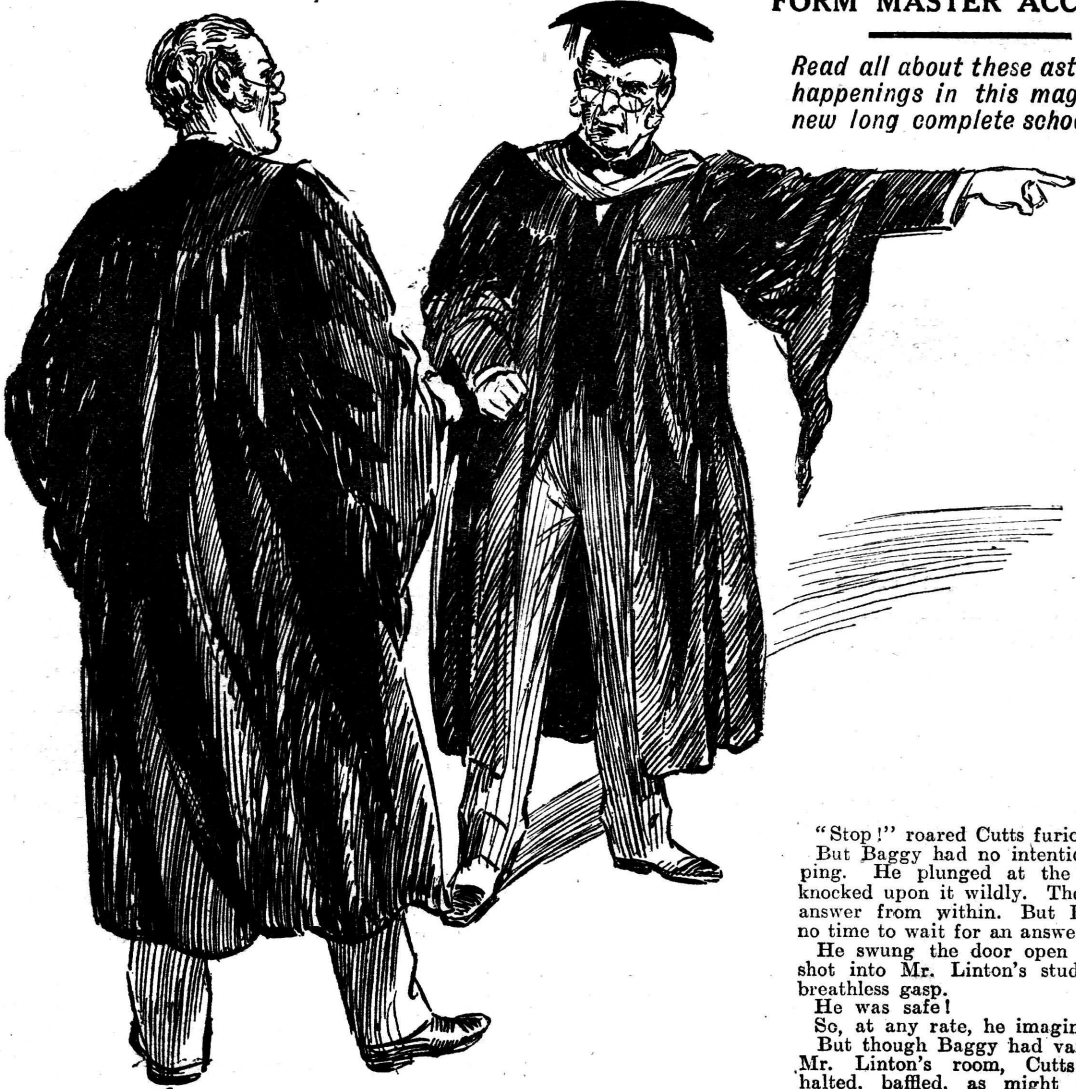 FORM MASTER ACC
Read all about these ast
happenings in this mag
new long complete schoo
"Stop!" roared Cutts furio
But Baggy had no intentio
ping. He plunged at the
knocked upon it wildly. The
answer from within. But B
no time to wait for an answe
He swung the door open
shot into Mr. Linton's stud
breathless gasp.
He was safe!
So, at any rate, he imagin
But though Baggy had va
Mr. Linton's room, Cutts
halted, baffled, as might